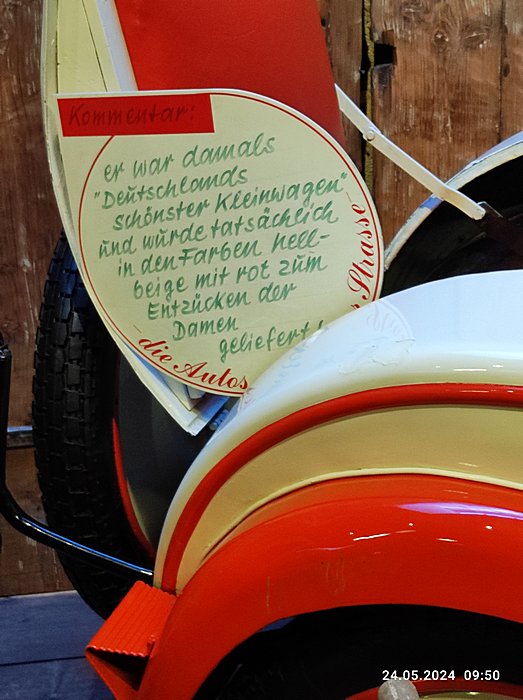 Kommentar:
er war damals
"Deutschlands
schönster Kleinwagen"
und wurde tatsächlich
in den Farben hell-
beige mit rot zum
Entzücken der
Damen
geliefert!
die Autos
Strasse
24.05.2024 09:50